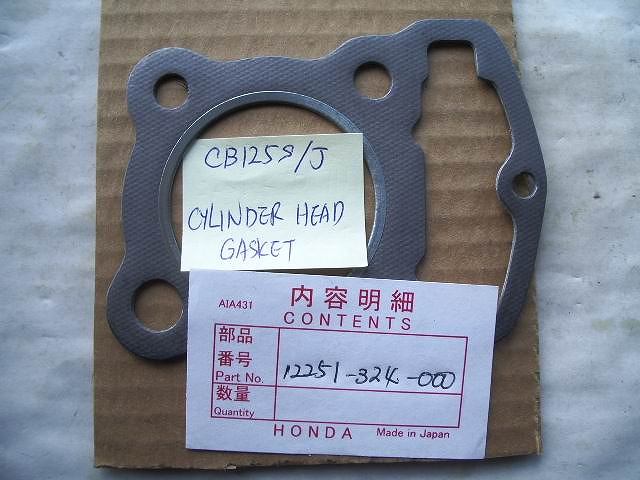 CB125S/J
CYLINDER HEAD
GASKET
AIA431
内容明細
CONTENTS
部品
番号
Part No.
12251-324-000
数量
Quantity
HONDA Made in Japan